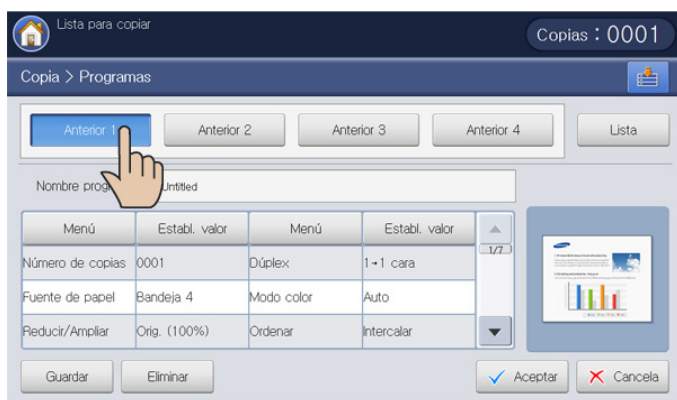 Lista para copiar
Copias : 0001
Copia > Programas
Anterior 1 Anterior 2 Anterior 3 Anterior 4 Lista
Nombre Untitled
Menú Establ. valor Menú Establ. valor
1/7
Número de copias 0001 Dúplex 1→1 cara
Fuente de papel Bandeja 4 Modo color Auto
Reducir/Ampliar Orig. (100%) Ordenar Intercalar
Guardar Eliminar Aceptar Cancela